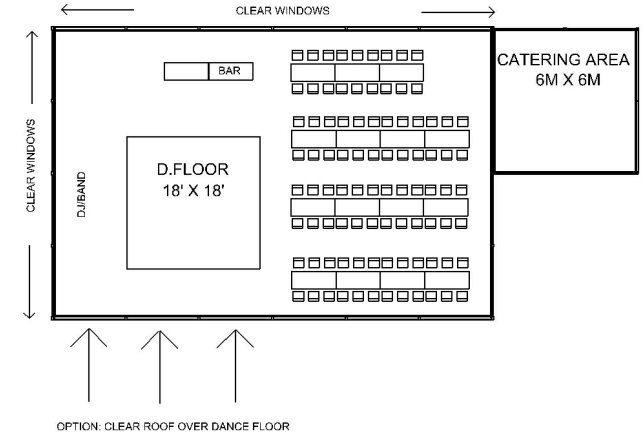 CLEAR WINDOWS
CATERING AREA
6M X 6M
BAR
CLEAR WINDOWS
DJ/BAND
D.FLOOR
18' X 18'
OPTION: CLEAR ROOF OVER DANCE FLOOR